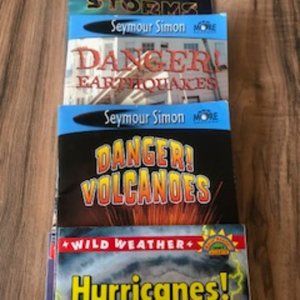 STORMS
Seymour Simon
MORE
DANGER!
EARTHQUAKES
Seymour Simon
MORE
DANGER!
VOLCANOES
WILD WEATHER
Hurricanes!